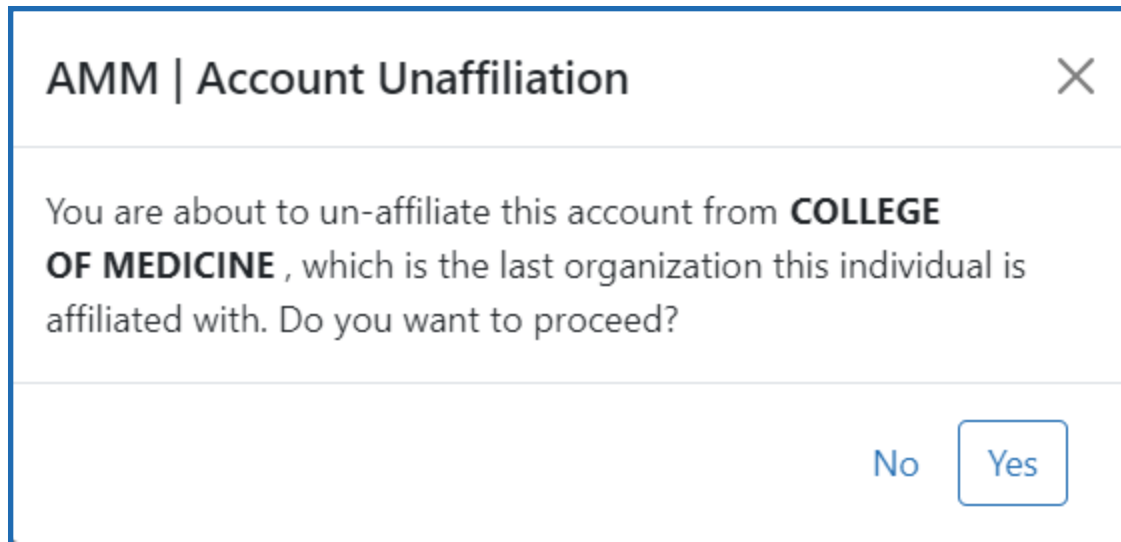 AMM | Account Unaffiliation
You are about to un-affiliate this account from COLLEGE
OF MEDICINE , which is the last organization this individual is
affiliated with. Do you want to proceed?
No Yes